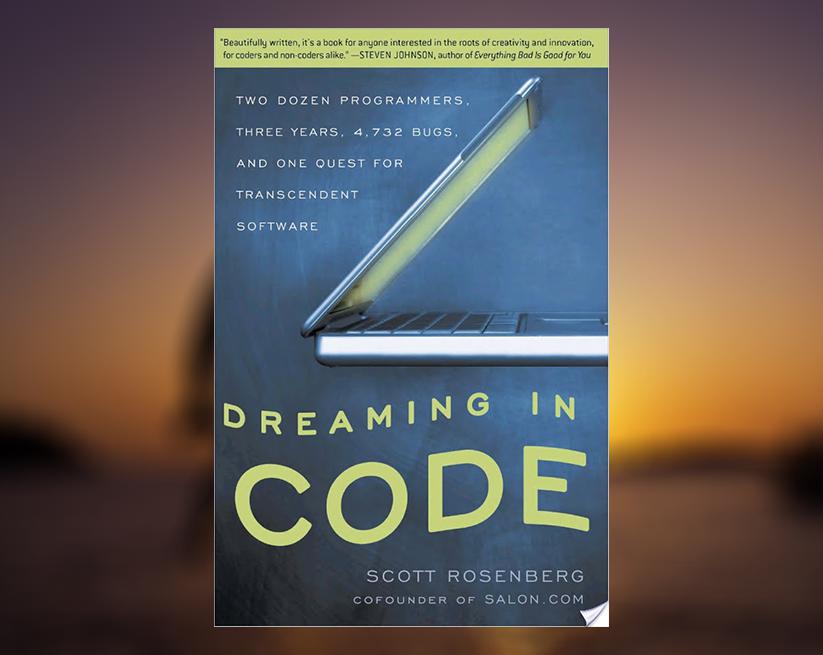 "Beautifully written, it's a book for anyone interested in the roots of creativity and innovation,
for coders and non-coders alike." —STEVEN JOHNSON, author of Everything Bad Is Good for You
TWO DOZEN PROGRAMMERS,
THREE YEARS, 4,732 BUGS,
AND ONE QUEST FOR
TRANSCENDENT
SOFTWARE
DREAMING IN
CODE
SCOTT ROSENBERG
COFOUNDER OF SALON.COM